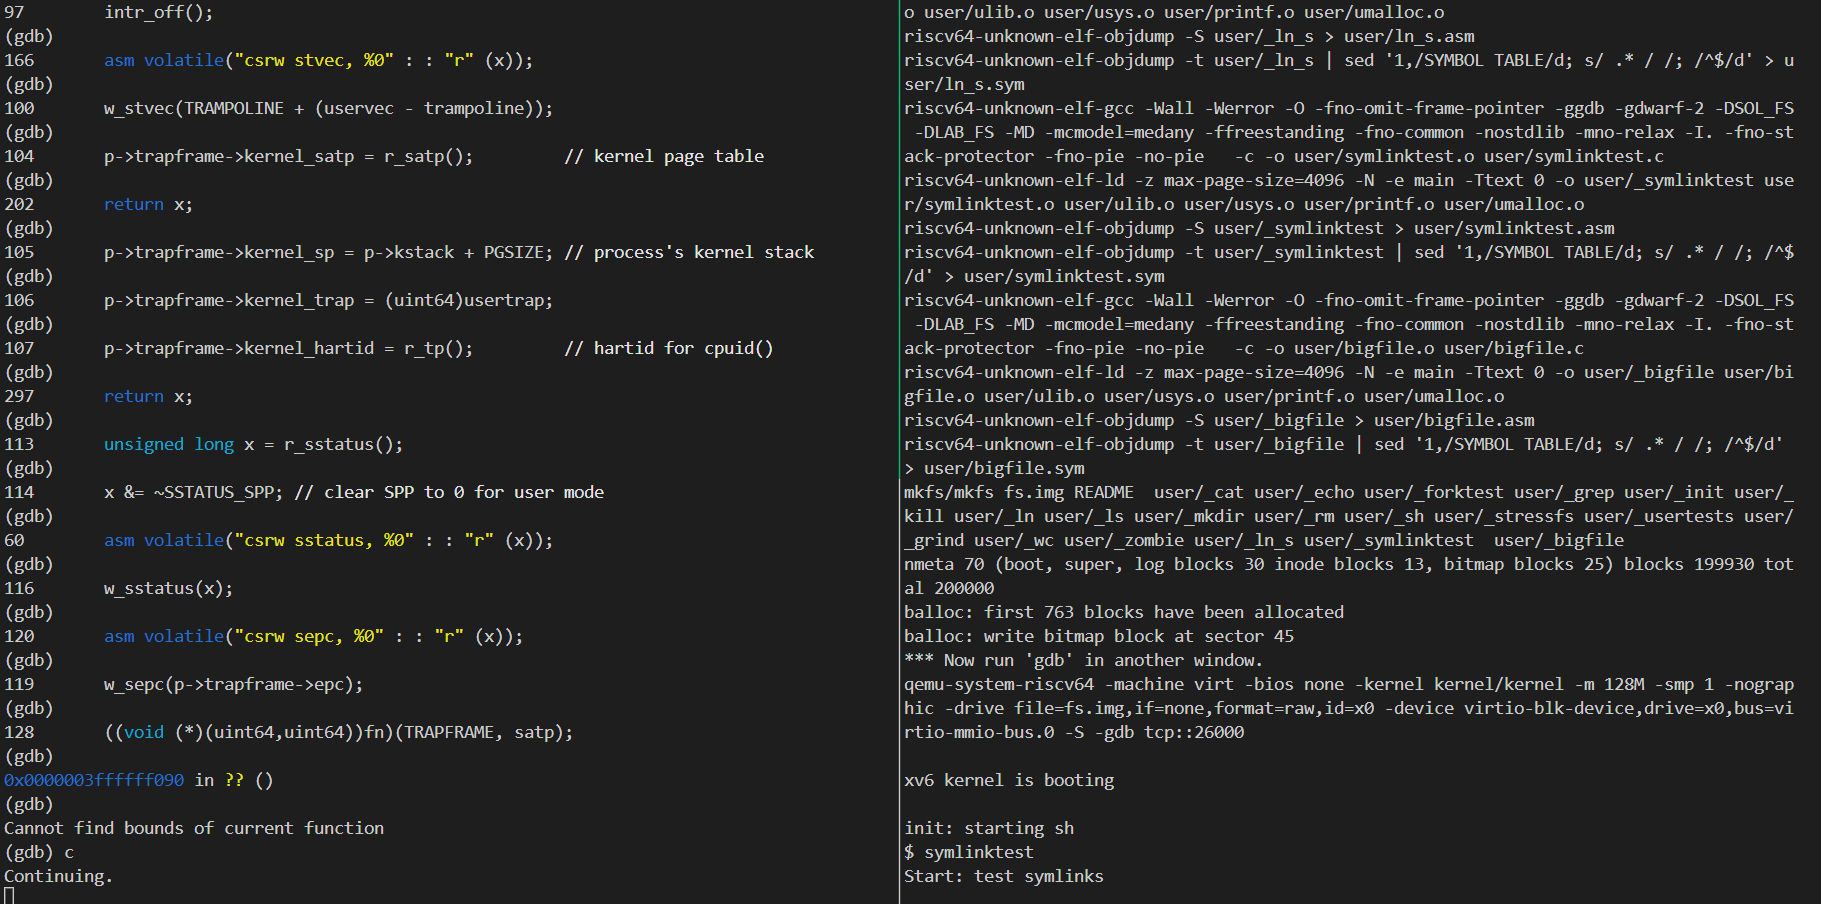 97        intr_off();
(gdb)
166       asm volatile("csrw stvec, %0" : : "r" (x));
(gdb)
100       w_stvec(TRAMPOLINE + (uservec - trampoline));
(gdb)
104       p->trapframe->kernel_satp = r_satp();         // kernel page table
(gdb)
202       return x;
(gdb)
105       p->trapframe->kernel_sp = p->kstack + PGSIZE; // process's kernel stack
(gdb)
106       p->trapframe->kernel_trap = (uint64)usertrap;
(gdb)
107       p->trapframe->kernel_hartid = r_tp();         // hartid for cpuid()
(gdb)
297       return x;
(gdb)
113       unsigned long x = r_sstatus();
(gdb)
114       x &= ~SSTATUS_SPP; // clear SPP to 0 for user mode
(gdb)
60        asm volatile("csrw sstatus, %0" : : "r" (x));
(gdb)
116       w_sstatus(x);
(gdb)
120       asm volatile("csrw sepc, %0" : : "r" (x));
(gdb)
119       w_sepc(p->trapframe->epc);
(gdb)
128       ((void (*)(uint64,uint64))fn)(TRAPFRAME, satp);
(gdb)
0x0000003ffffff090 in ?? ()
(gdb)
Cannot find bounds of current function
(gdb) c
Continuing.
o user/ulib.o user/usys.o user/printf.o user/umalloc.o
riscv64-unknown-elf-objdump -S user/_ln_s > user/ln_s.asm
riscv64-unknown-elf-objdump -t user/_ln_s | sed '1,/SYMBOL TABLE/d; s/ .* / /; /^$/d' > u
ser/ln_s.sym
riscv64-unknown-elf-gcc -Wall -Werror -O -fno-omit-frame-pointer -ggdb -gdwarf-2 -DSOL_FS
 -DLAB_FS -MD -mcmodel=medany -ffreestanding -fno-common -nostdlib -mno-relax -I. -fno-st
ack-protector -fno-pie -no-pie   -c -o user/symlinktest.o user/symlinktest.c
riscv64-unknown-elf-ld -z max-page-size=4096 -N -e main -Ttext 0 -o user/_symlinktest use
r/symlinktest.o user/ulib.o user/usys.o user/printf.o user/umalloc.o
riscv64-unknown-elf-objdump -S user/_symlinktest > user/symlinktest.asm
riscv64-unknown-elf-objdump -t user/_symlinktest | sed '1,/SYMBOL TABLE/d; s/ .* / /; /^$
/d' > user/symlinktest.sym
riscv64-unknown-elf-gcc -Wall -Werror -O -fno-omit-frame-pointer -ggdb -gdwarf-2 -DSOL_FS
 -DLAB_FS -MD -mcmodel=medany -ffreestanding -fno-common -nostdlib -mno-relax -I. -fno-st
ack-protector -fno-pie -no-pie   -c -o user/bigfile.o user/bigfile.c
riscv64-unknown-elf-ld -z max-page-size=4096 -N -e main -Ttext 0 -o user/_bigfile user/bi
gfile.o user/ulib.o user/usys.o user/printf.o user/umalloc.o
riscv64-unknown-elf-objdump -S user/_bigfile > user/bigfile.asm
riscv64-unknown-elf-objdump -t user/_bigfile | sed '1,/SYMBOL TABLE/d; s/ .* / /; /^$/d'
> user/bigfile.sym
mkfs/mkfs fs.img README  user/_cat user/_echo user/_forktest user/_grep user/_init user/_
kill user/_ln user/_ls user/_mkdir user/_rm user/_sh user/_stressfs user/_usertests user/
_grind user/_wc user/_zombie user/_ln_s user/_symlinktest  user/_bigfile
nmeta 70 (boot, super, log blocks 30 inode blocks 13, bitmap blocks 25) blocks 199930 tot
al 200000
balloc: first 763 blocks have been allocated
balloc: write bitmap block at sector 45
*** Now run 'gdb' in another window.
qemu-system-riscv64 -machine virt -bios none -kernel kernel/kernel -m 128M -smp 1 -nograp
hic -drive file=fs.img,if=none,format=raw,id=x0 -device virtio-blk-device,drive=x0,bus=vi
rtio-mmio-bus.0 -S -gdb tcp::26000
xv6 kernel is booting
init: starting sh
$ symlinktest
Start: test symlinks